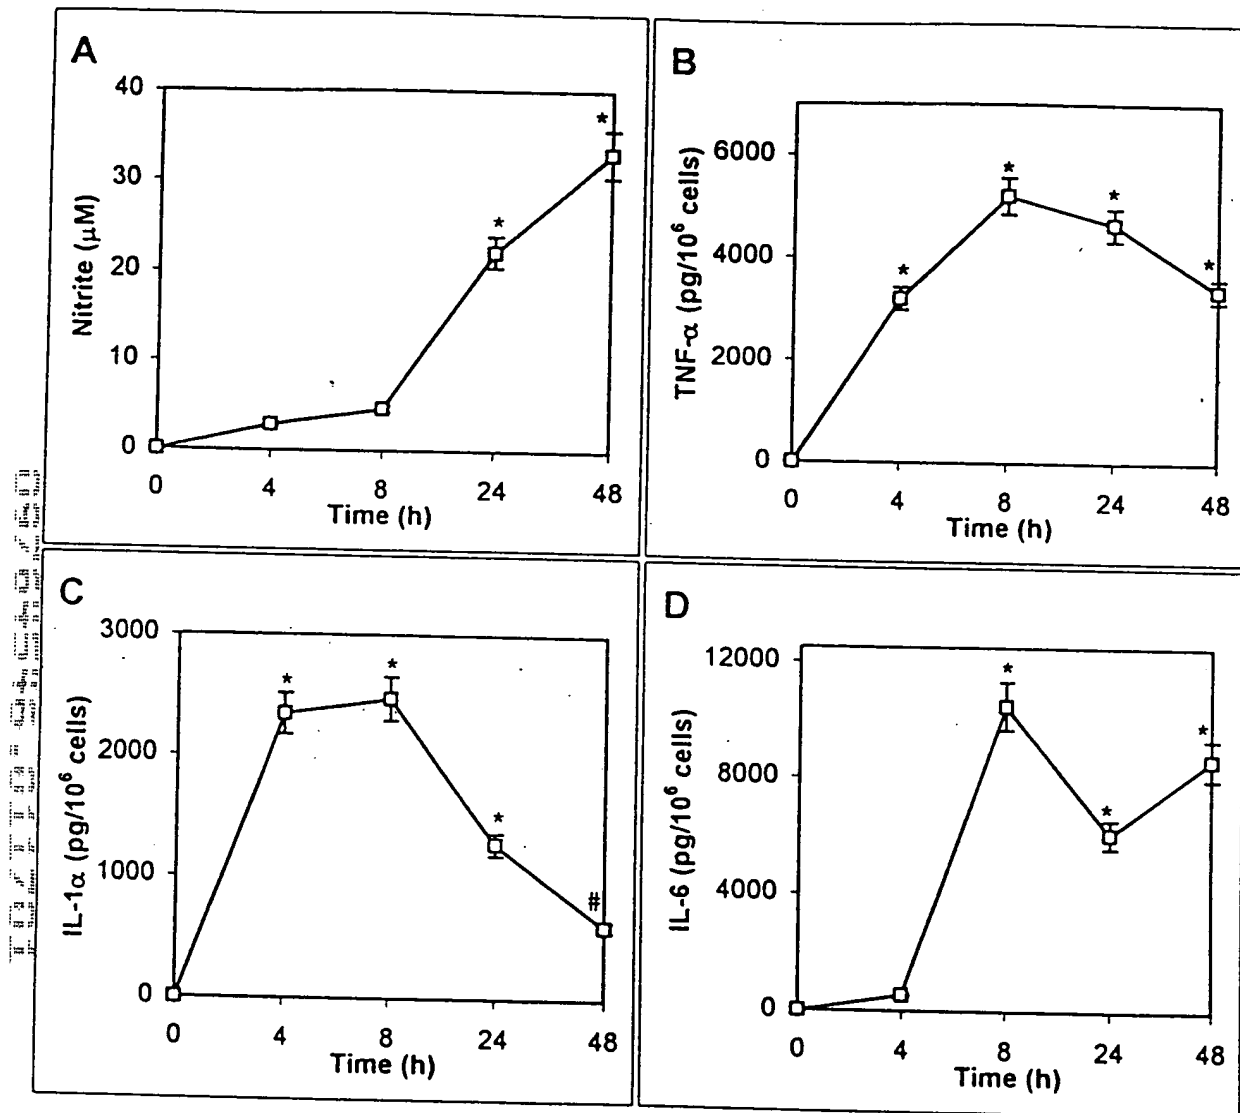 A
40
30
20
10
0
Nitrite (μM)
*
*
0 4 8 24 48
Time (h)
B
6000
4000
2000
0
TNF-α (pg/10⁶ cells)
*
*
*
*
0 4 8 24 48
Time (h)
C
3000
2000
1000
0
IL-1α (pg/10⁶ cells)
*
*
*
#
0 4 8 24 48
Time (h)
D
12000
8000
4000
0
IL-6 (pg/10⁶ cells)
*
*
*
0 4 8 24 48
Time (h)